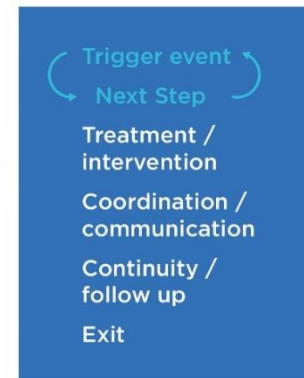 Trigger event
Next Step
Treatment /
intervention
Coordination /
communication
Continuity /
follow up
Exit